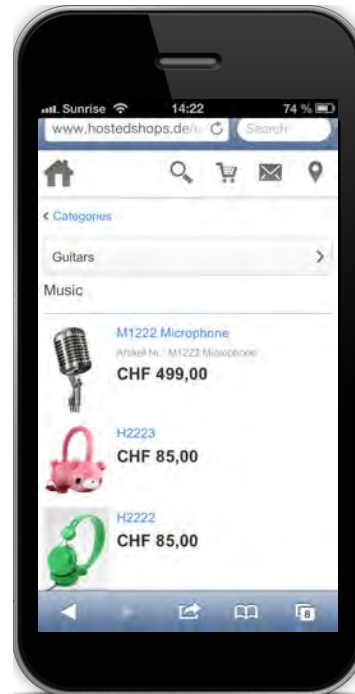 Sunrise 14:22 74 %
www.hostedshops.de/ Search
Categories
Guitars
Music
M1222 Microphone
Artikel-Nr.: M1222 Microphone
CHF 499,00
H2223
CHF 85,00
H2222
CHF 85,00
8